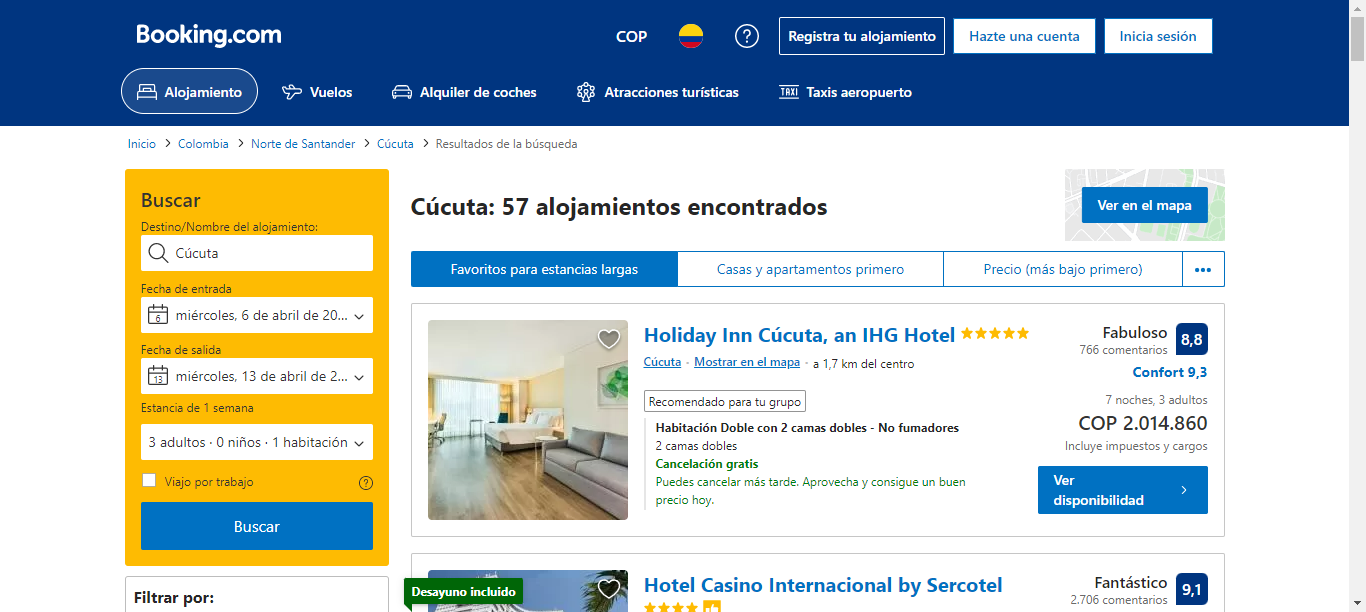 Booking.com
COP
Registra tu alojamiento
Hazte una cuenta
Inicia sesión
Alojamiento
Vuelos
Alquiler de coches
Atracciones turísticas
TAXI Taxis aeropuerto
Inicio > Colombia > Norte de Santander > Cúcuta > Resultados de la búsqueda
Buscar
Destino/Nombre del alojamiento:
Cúcuta
Fecha de entrada
6 miércoles, 6 de abril de 20...
Fecha de salida
13 miércoles, 13 de abril de 2...
Estancia de 1 semana
3 adultos · 0 niños · 1 habitación
Viajo por trabajo
Buscar
Filtrar por:
Cúcuta: 57 alojamientos encontrados
Ver en el mapa
Favoritos para estancias largas
Casas y apartamentos primero
Precio (más bajo primero)
Holiday Inn Cúcuta, an IHG Hotel
Cúcuta · Mostrar en el mapa · a 1,7 km del centro
Recomendado para tu grupo
Habitación Doble con 2 camas dobles - No fumadores
2 camas dobles
Cancelación gratis
Puedes cancelar más tarde. Aprovecha y consigue un buen
precio hoy.
Fabuloso 8,8
766 comentarios
Confort 9,3
7 noches, 3 adultos
COP 2.014.860
Incluye impuestos y cargos
Ver
disponibilidad
Desayuno incluido
Hotel Casino Internacional by Sercotel
Fantástico 9,1
2.706 comentarios